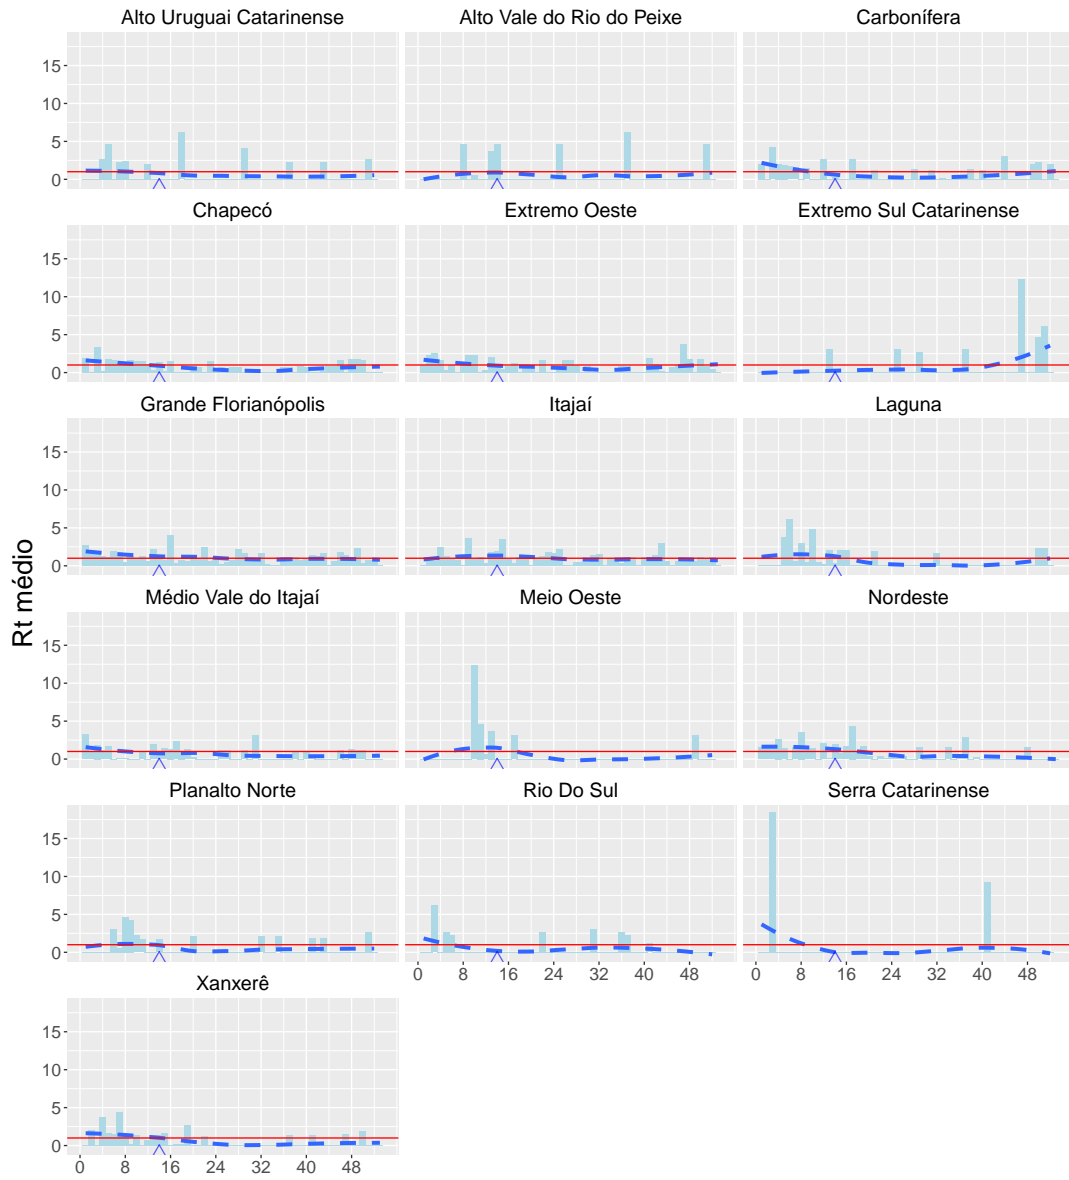 Alto Uruguai Catarinense Alto Vale do Rio do Peixe Carbonífera
15
10
5
0
Chapecó Extremo Oeste Extremo Sul Catarinense
15
10
5
0
Grande Florianópolis Itajaí Laguna
15
10
5
0
Rt médio
Médio Vale do Itajaí Meio Oeste Nordeste
15
10
5
0
Planalto Norte Rio Do Sul Serra Catarinense
15
10
5
0
0 8 16 24 32 40 48 0 8 16 24 32 40 48
Xanxerê
15
10
5
0
0 8 16 24 32 40 48